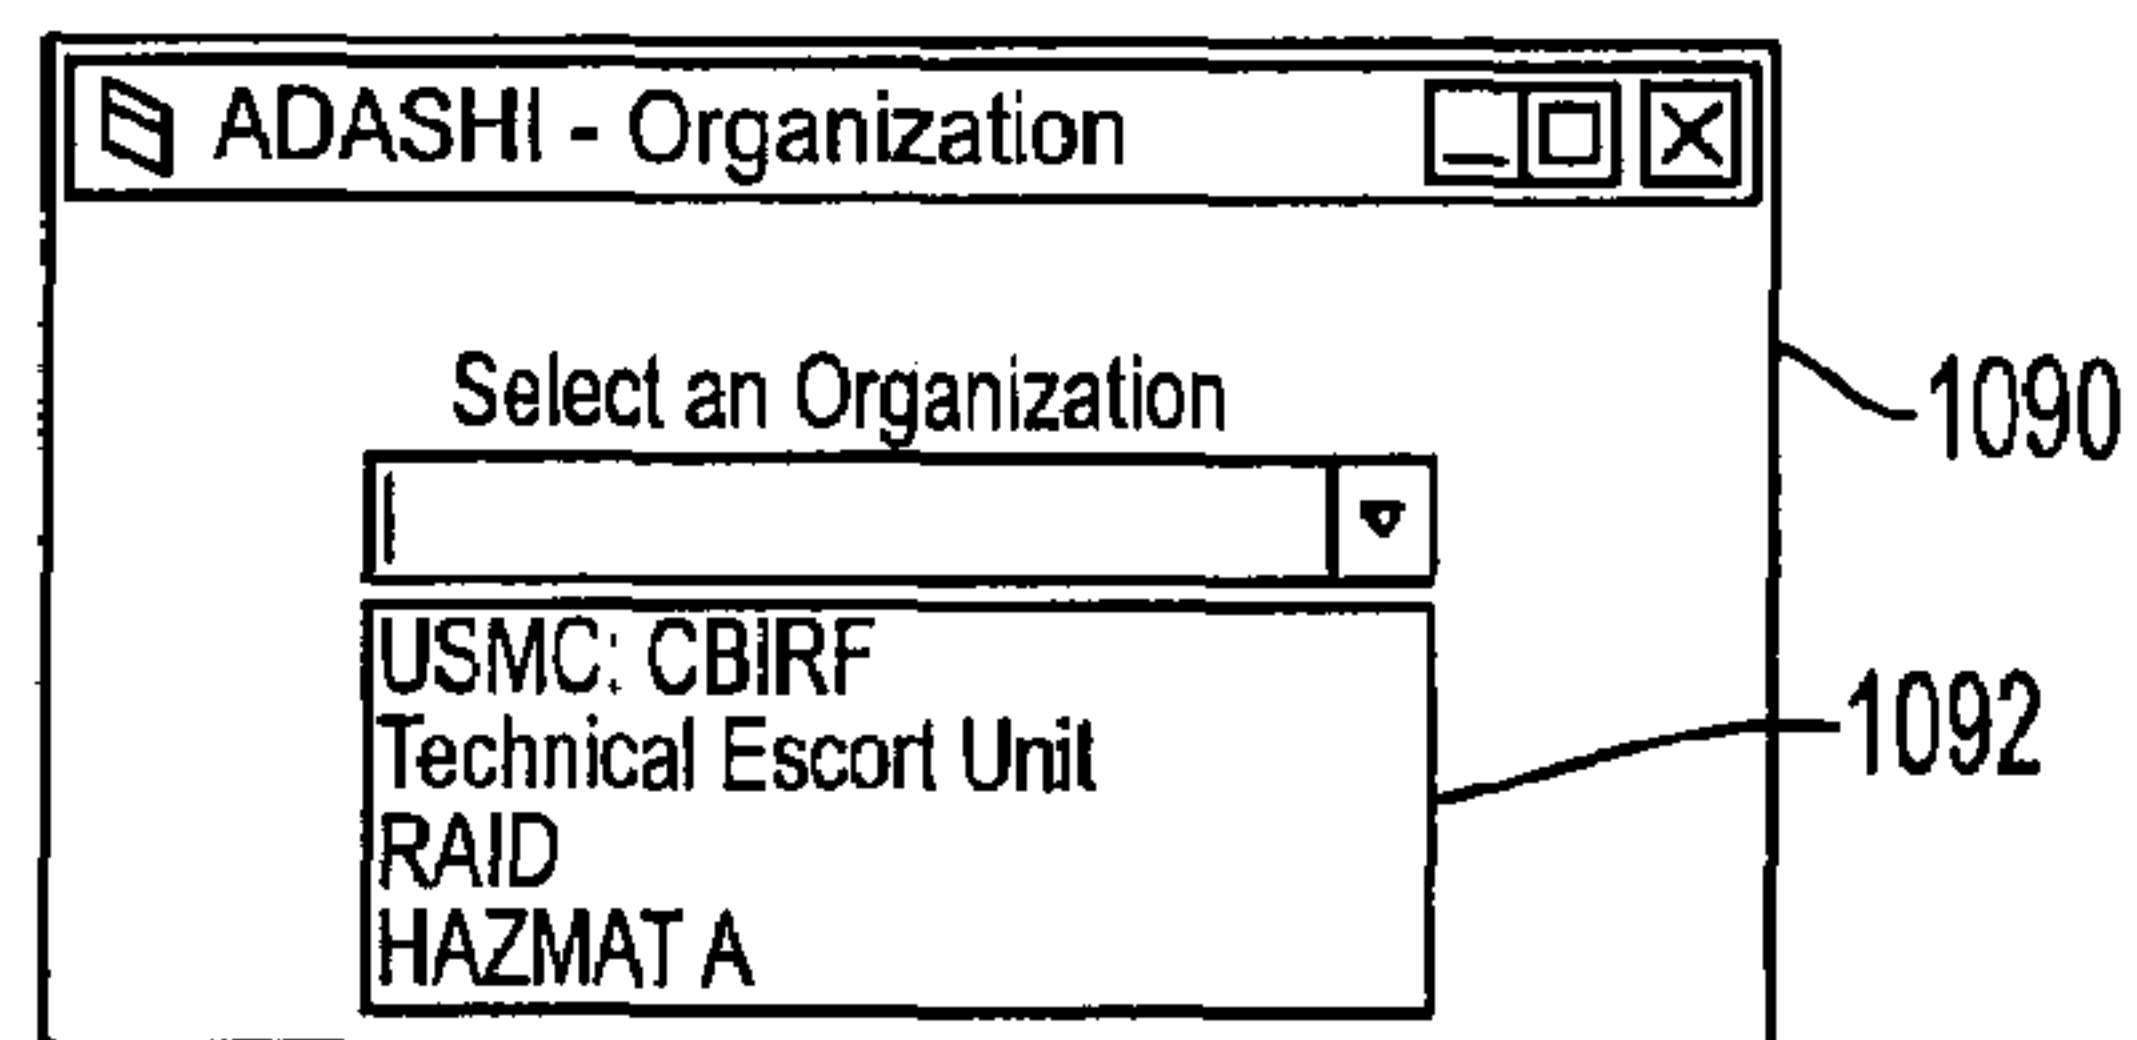 ADASHI - Organization
Select an Organization
1090
USMC: CBIRF
Technical Escort Unit
1092
RAID
HAZMAT A